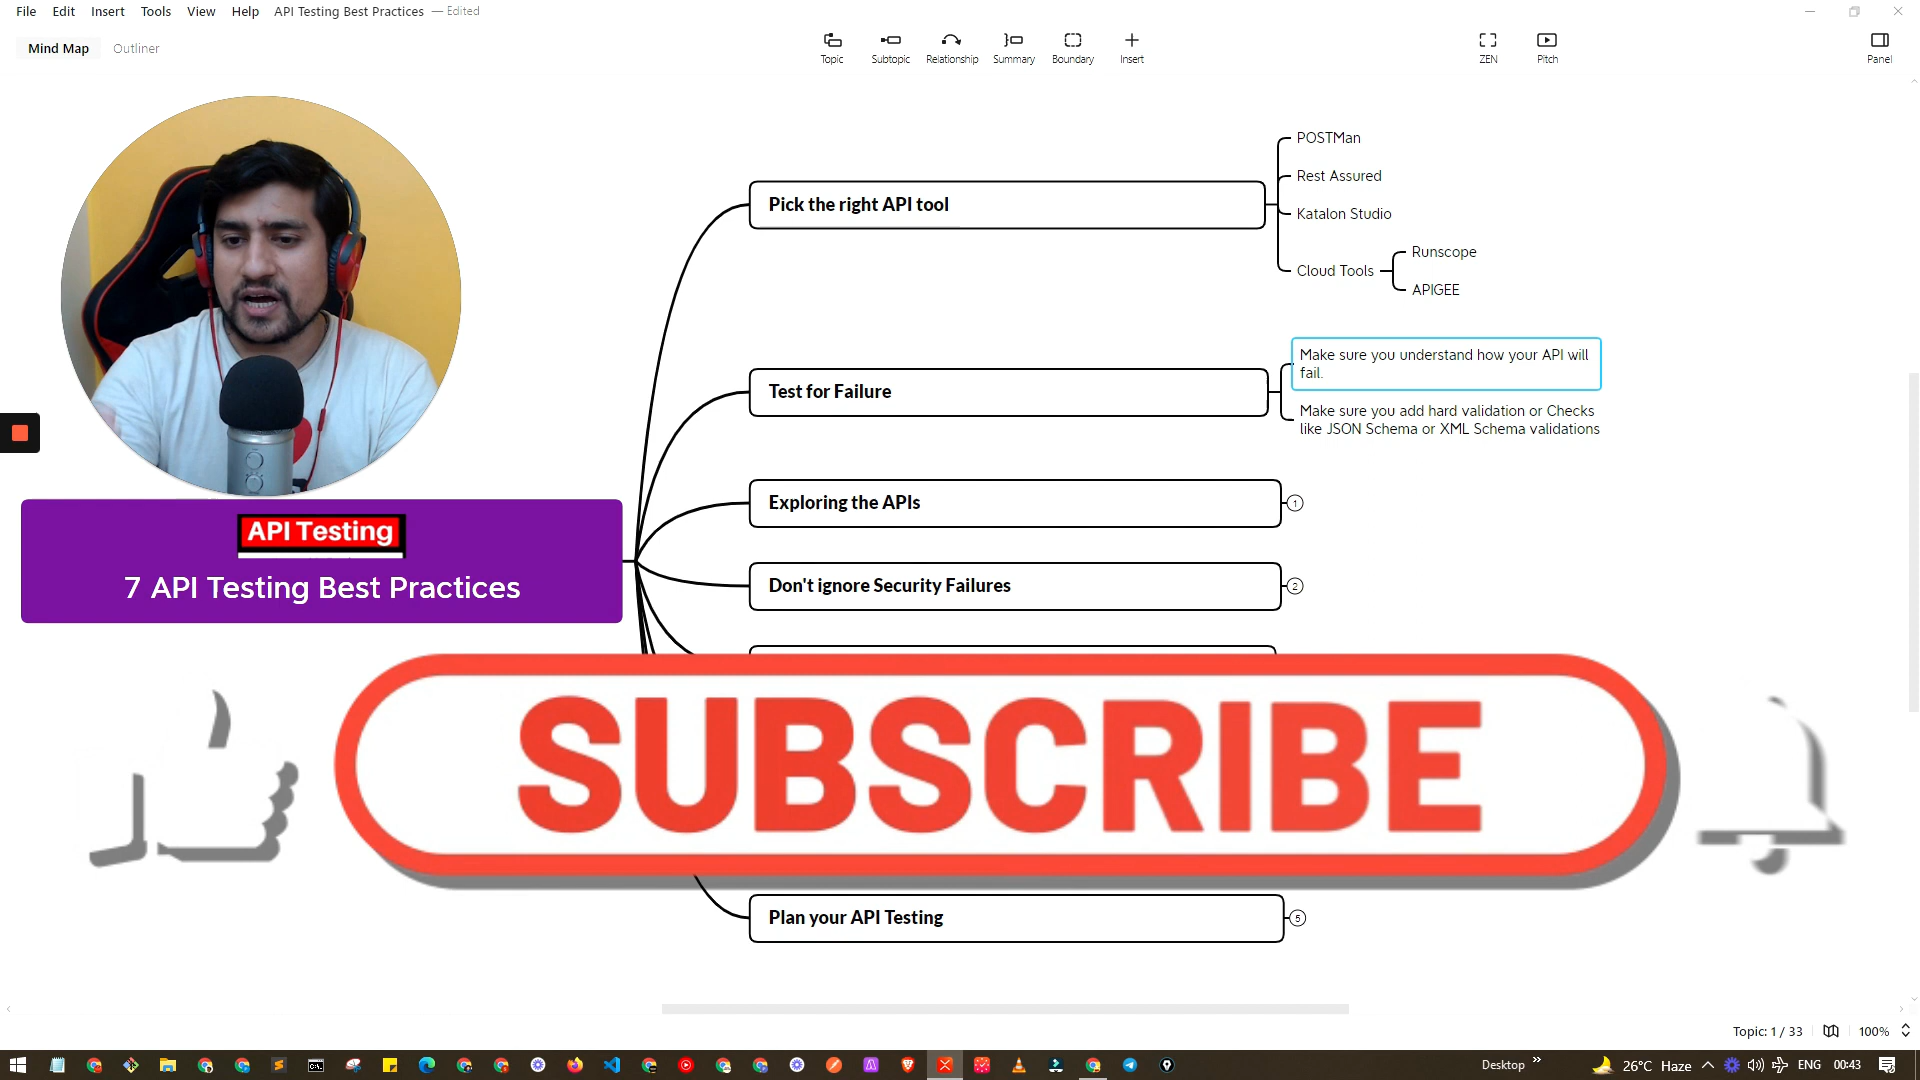 File Edit Insert Tools View Help API Testing Best Practices — Edited
Mind Map Outliner
Topic Subtopic Relationship Summary Boundary Insert ZEN Pitch Panel
POSTMan
Rest Assured
Pick the right API tool
Katalon Studio
Runscope
Cloud Tools
APIGEE
Make sure you understand how your API will
fail.
Test for Failure
Make sure you add hard validation or Checks
like JSON Schema or XML Schema validations
Exploring the APIs 1
API Testing
7 API Testing Best Practices
Don't ignore Security Failures 2
SUBSCRIBE
Plan your API Testing 5
Topic: 1 / 33 100%
Desktop 26°C Haze ENG 00:43